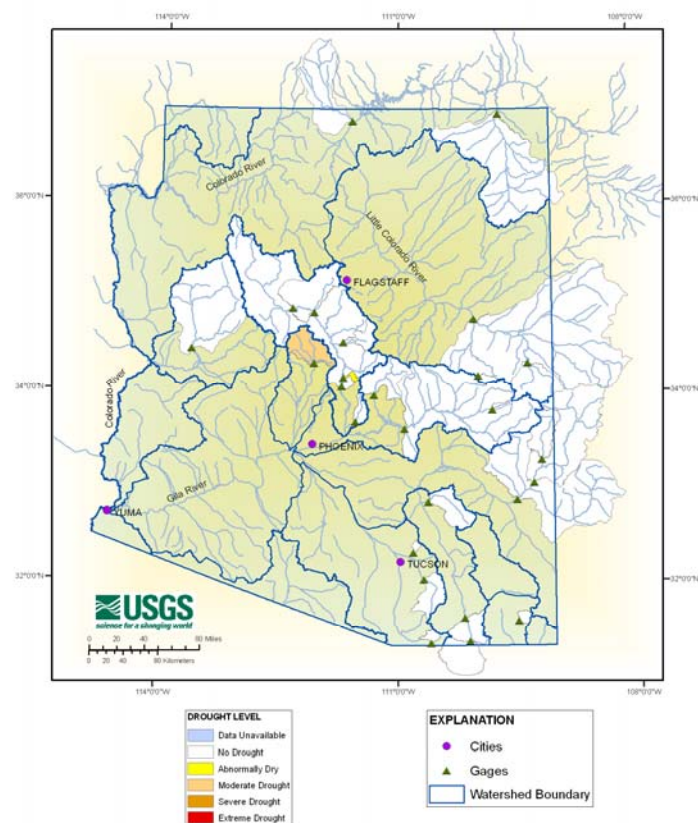 114°0'0"W 111°0'0"W 108°0'0"W
36°0'0"N 36°0'0"N
Colorado River
Little Colorado River
FLAGSTAFF
34°0'0"N 34°0'0"N
Colorado River
PHOENIX
Gila River
YUMA
TUCSON
32°0'0"N 32°0'0"N
USGS
science for a changing world
0 20 40 80 Miles
0 20 40 80 Kilometers
114°0'0"W 111°0'0"W 108°0'0"W
DROUGHT LEVEL
Data Unavailable
No Drought
Abnormally Dry
Moderate Drought
Severe Drought
Extreme Drought
EXPLANATION
Cities
Gages
Watershed Boundary